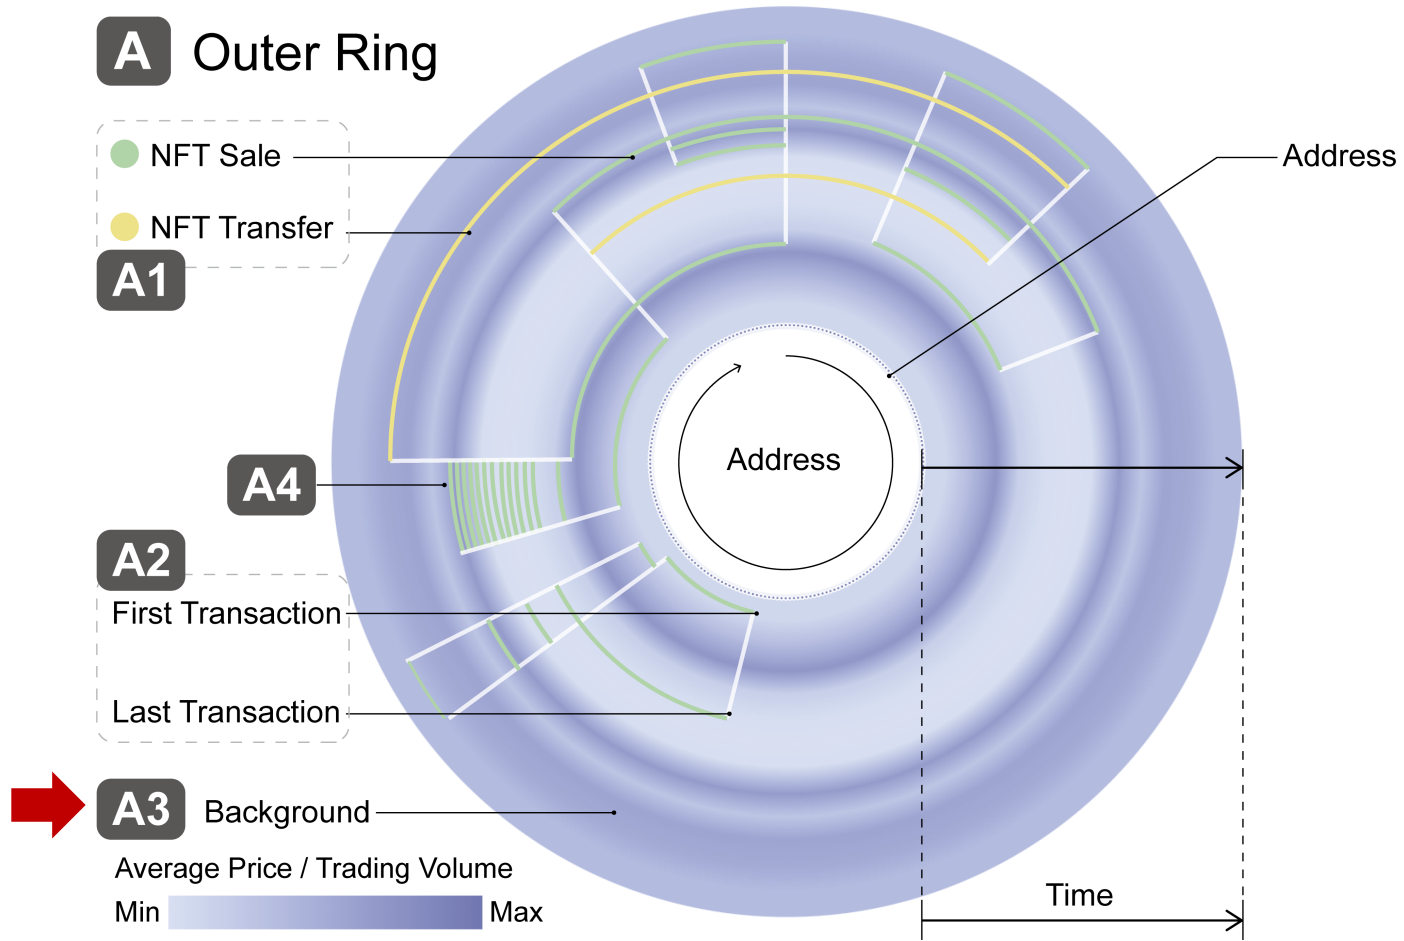 A Outer Ring
NFT Sale
NFT Transfer
A1
Address
Address
A4
A2
First Transaction
Last Transaction
A3 Background
Average Price / Trading Volume
Min Max
Time